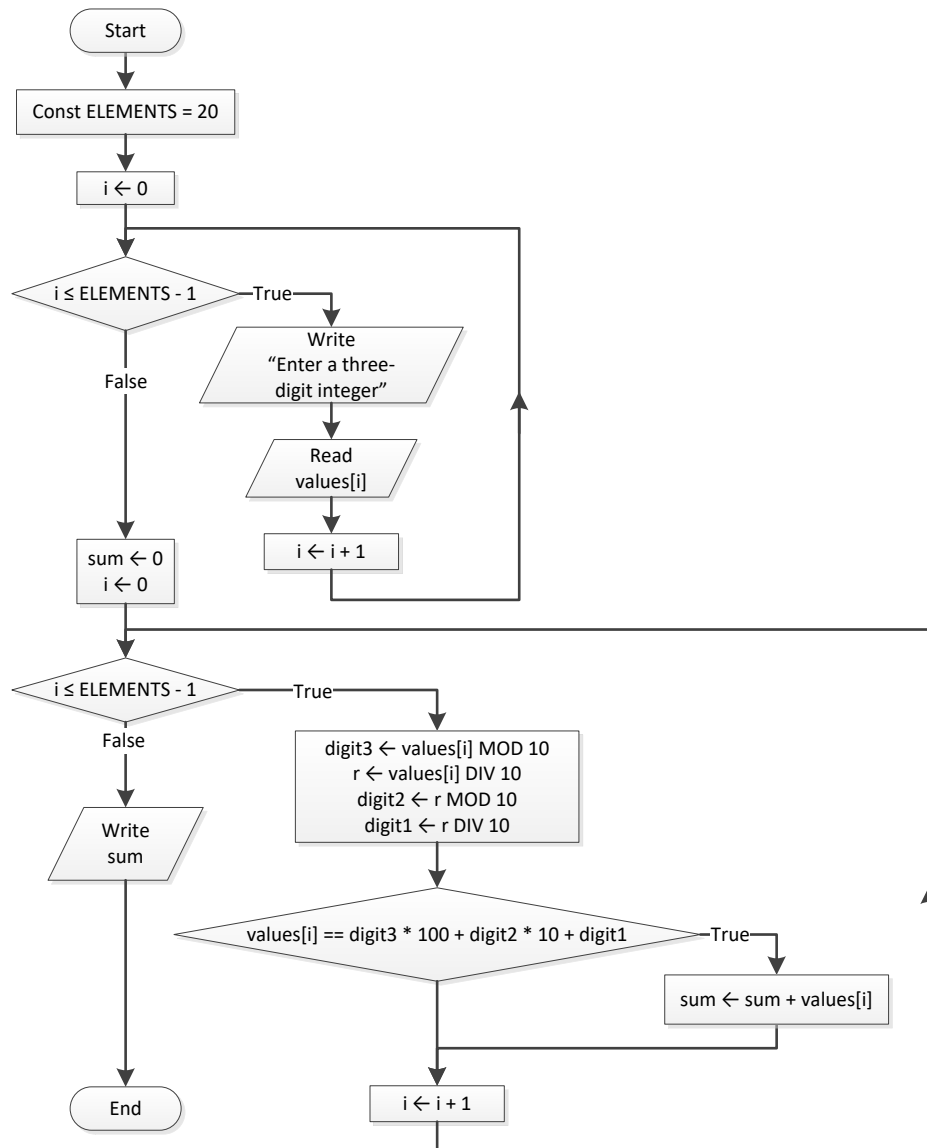 Start
Const ELEMENTS = 20
i ← 0
i ≤ ELEMENTS - 1
True
Write
“Enter a three-
digit integer”
False
Read
values[i]
i ← i + 1
sum ← 0
i ← 0
i ≤ ELEMENTS - 1
True
False
digit3 ← values[i] MOD 10
r ← values[i] DIV 10
digit2 ← r MOD 10
digit1 ← r DIV 10
Write
sum
values[i] == digit3 * 100 + digit2 * 10 + digit1
True
sum ← sum + values[i]
End
i ← i + 1